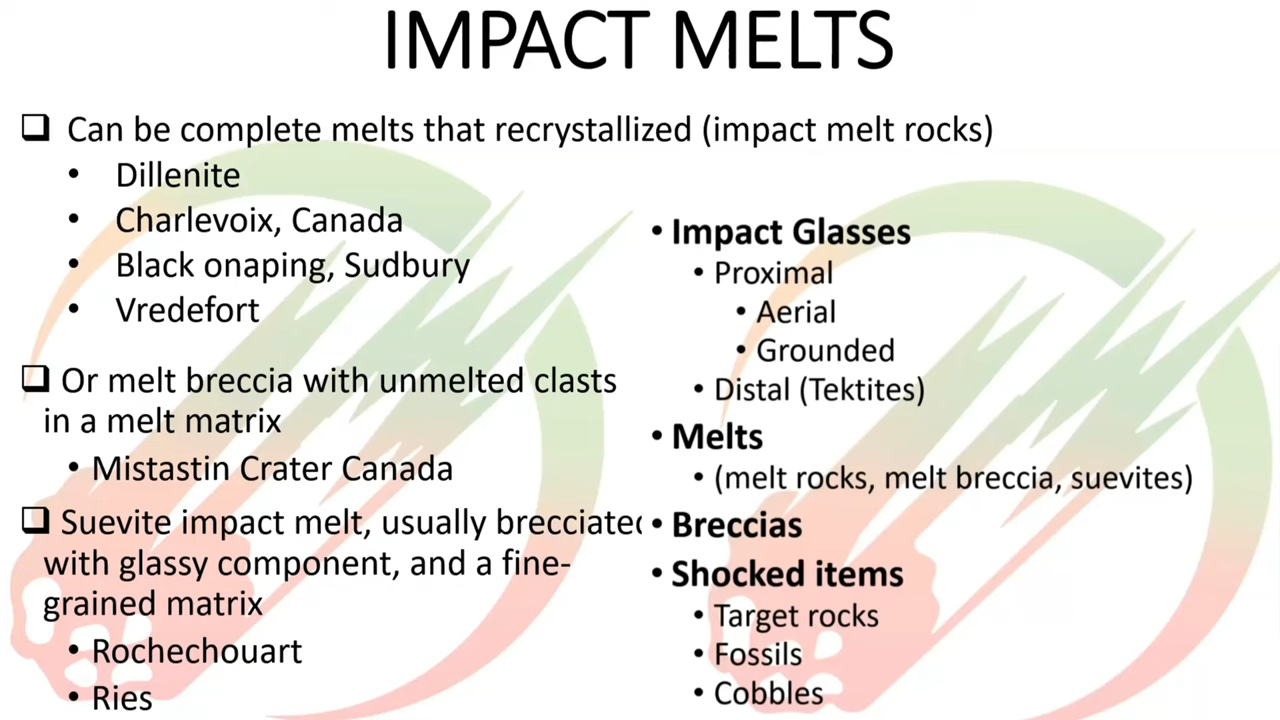 IMPACT MELTS
❑ Can be complete melts that recrystallized (impact melt rocks)
• Dillenite
• Charlevoix, Canada
• Black onaping, Sudbury
• Vredefort
❑ Or melt breccia with unmelted clasts
in a melt matrix
• Mistastin Crater Canada
❑ Suevite impact melt, usually brecciated
with glassy component, and a fine-
grained matrix
• Rochechouart
• Ries
• Impact Glasses
• Proximal
• Aerial
• Grounded
• Distal (Tektites)
• Melts
• (melt rocks, melt breccia, suevites)
• Breccias
• Shocked items
• Target rocks
• Fossils
• Cobbles